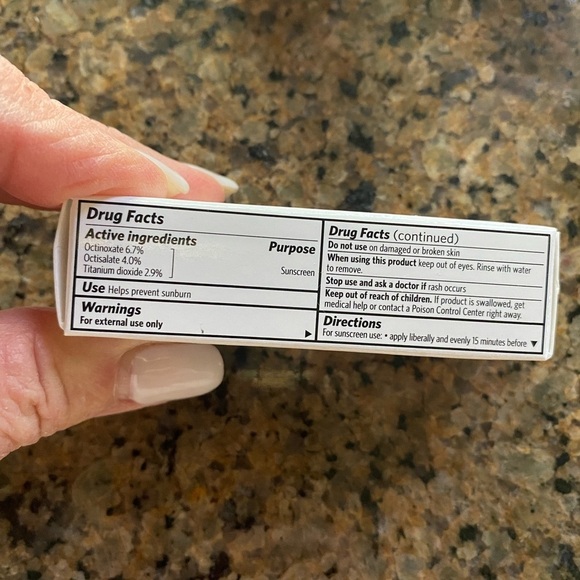 Drug Facts
Active ingredients
Purpose
Octinoxate 6.7%
Octisalate 4.0%
Titanium dioxide 2.9%
Sunscreen
Use Helps prevent sunburn
Warnings
For external use only
Drug Facts (continued)
Do not use on damaged or broken skin
When using this product keep out of eyes. Rinse with water
to remove.
Stop use and ask a doctor if rash occurs
Keep out of reach of children. If product is swallowed, get
medical help or contact a Poison Control Center right away.
Directions
For sunscreen use: • apply liberally and evenly 15 minutes before